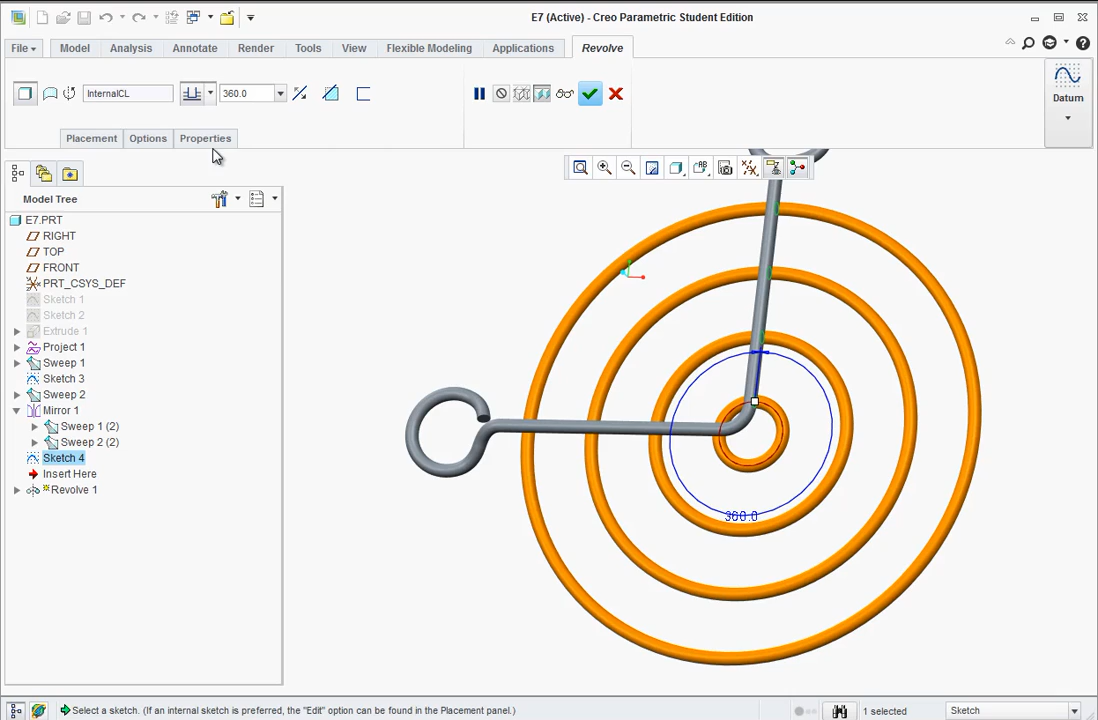 E7 (Active) - Creo Parametric Student Edition
File Model Analysis Annotate Render Tools View Flexible Modeling Applications Revolve
InternalCL 360.0
Datum
Placement Options Properties
Model Tree
E7.PRT
RIGHT
TOP
FRONT
PRT_CSYS_DEF
Sketch 1
Sketch 2
Extrude 1
Project 1
Sweep 1
Sketch 3
Sweep 2
Mirror 1
Sweep 1 (2)
Sweep 2 (2)
Sketch 4
Insert Here
Revolve 1
360.0
Select a sketch. (If an internal sketch is preferred, the "Edit" option can be found in the Placement panel.)
1 selected
Sketch